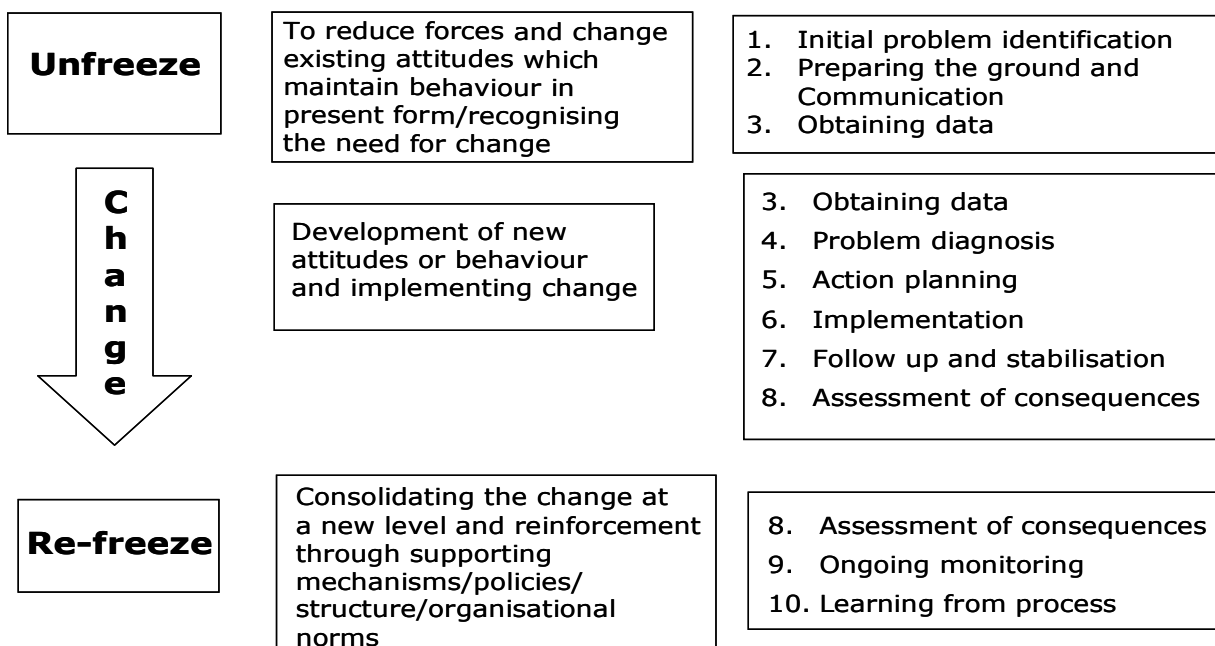 Unfreeze
To reduce forces and change
existing attitudes which
maintain behaviour in
present form/recognising
the need for change
1. Initial problem identification
2. Preparing the ground and
Communication
3. Obtaining data
Change
Development of new
attitudes or behaviour
and implementing change
3. Obtaining data
4. Problem diagnosis
5. Action planning
6. Implementation
7. Follow up and stabilisation
8. Assessment of consequences
Re-freeze
Consolidating the change at
a new level and reinforcement
through supporting
mechanisms/policies/
structure/organisational
norms
8. Assessment of consequences
9. Ongoing monitoring
10. Learning from process